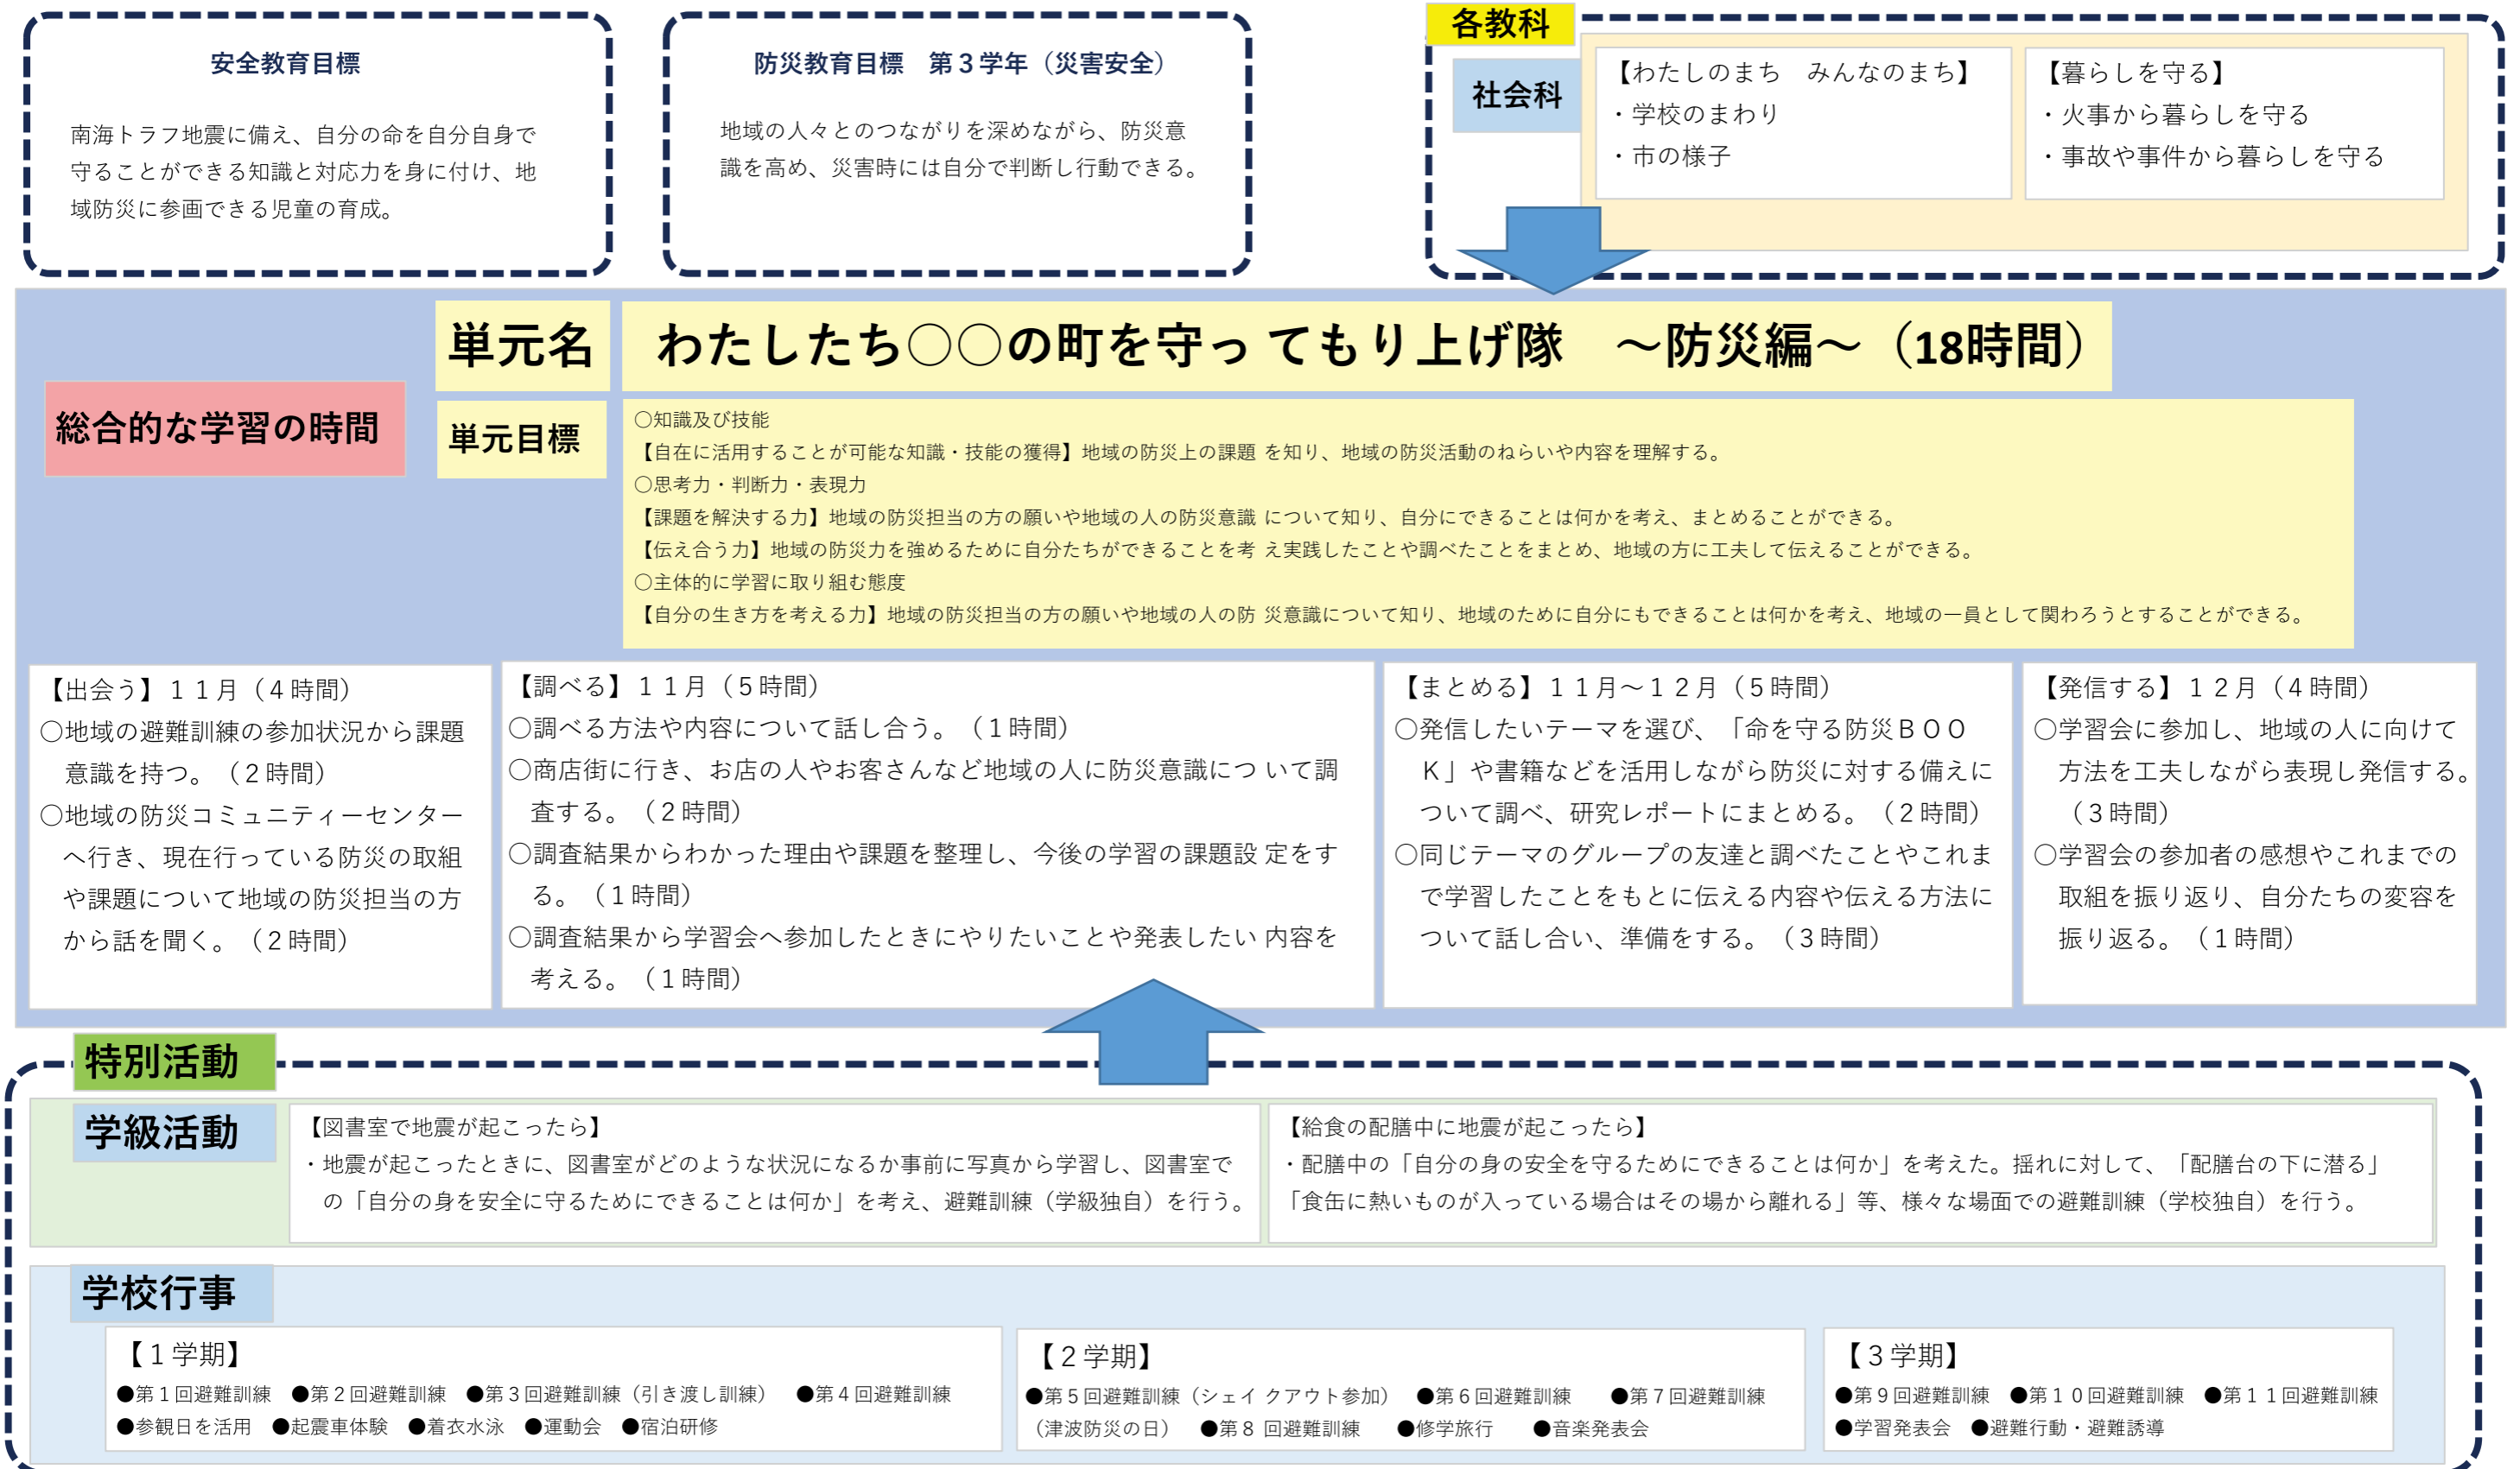 安全教育目標
南海トラフ地震に備え、自分の命を自分自身で
守ることができる知識と対応力を身に付け、地
域防災に参画できる児童の育成。
防災教育目標　第３学年（災害安全）
地域の人々とのつながりを深めながら、防災意
識を高め、災害時には自分で判断し行動できる。
各教科
社会科
【わたしのまち　みんなのまち】
・学校のまわり
・市の様子
【暮らしを守る】
・火事から暮らしを守る
・事故や事件から暮らしを守る
総合的な学習の時間
単元名
わたしたち○○の町を守ってもり上げ隊　～防災編～（18時間）
単元目標
○知識及び技能
【自在に活用することが可能な知識・技能の獲得】地域の防災上の課題を知り、地域の防災活動のねらいや内容を理解する。
○思考力・判断力・表現力
【課題を解決する力】地域の防災担当の方の願いや地域の人の防災意識について知り、自分にできることは何かを考え、まとめることができる。
【伝え合う力】地域の防災力を強めるために自分たちができることを考え実践したことや調べたことをまとめ、地域の方に工夫して伝えることができる。
○主体的に学習に取り組む態度
【自分の生き方を考える力】地域の防災担当の方の願いや地域の人の防災意識について知り、地域のために自分にもできることは何かを考え、地域の一員として関わろうとすることができる。
【出会う】１１月（４時間）
○地域の避難訓練の参加状況から課題
意識を持つ。（２時間）
○地域の防災コミュニティーセンター
へ行き、現在行っている防災の取組
や課題について地域の防災担当の方
から話を聞く。（２時間）
【調べる】１１月（５時間）
○調べる方法や内容について話し合う。（１時間）
○商店街に行き、お店の人やお客さんなど地域の人に防災意識について調
査する。（２時間）
○調査結果からわかった理由や課題を整理し、今後の学習の課題設定をす
る。（１時間）
○調査結果から学習会へ参加したときにやりたいことや発表したい内容を
考える。（１時間）
【まとめる】１１月～１２月（５時間）
○発信したいテーマを選び、「命を守る防災ＢＯＯ
Ｋ」や書籍などを活用しながら防災に対する備えに
ついて調べ、研究レポートにまとめる。（２時間）
○同じテーマのグループの友達と調べたことやこれま
で学習したことをもとに伝える内容や伝える方法に
ついて話し合い、準備をする。（３時間）
【発信する】１２月（４時間）
○学習会に参加し、地域の人に向けて
方法を工夫しながら表現し発信する。
（３時間）
○学習会の参加者の感想やこれまでの
取組を振り返り、自分たちの変容を
振り返る。（１時間）
特別活動
学級活動
【図書室で地震が起こったら】
・地震が起こったときに、図書室がどのような状況になるか事前に写真から学習し、図書室で
の「自分の身を安全に守るためにできることは何か」を考え、避難訓練（学級独自）を行う。
【給食の配膳中に地震が起こったら】
・配膳中の「自分の身の安全を守るためにできることは何か」を考えた。揺れに対して、「配膳台の下に潜る」
「食缶に熱いものが入っている場合はその場から離れる」等、様々な場面での避難訓練（学校独自）を行う。
学校行事
【１学期】
●第１回避難訓練　●第２回避難訓練　●第３回避難訓練（引き渡し訓練）　●第４回避難訓練
●参観日を活用　●起震車体験　●着衣水泳　●運動会　●宿泊研修
【２学期】
●第５回避難訓練（シェイクアウト参加）　●第６回避難訓練　●第７回避難訓練
（津波防災の日）　●第８回避難訓練　●修学旅行　●音楽発表会
【３学期】
●第９回避難訓練　●第１０回避難訓練　●第１１回避難訓練
●学習発表会　●避難行動・避難誘導